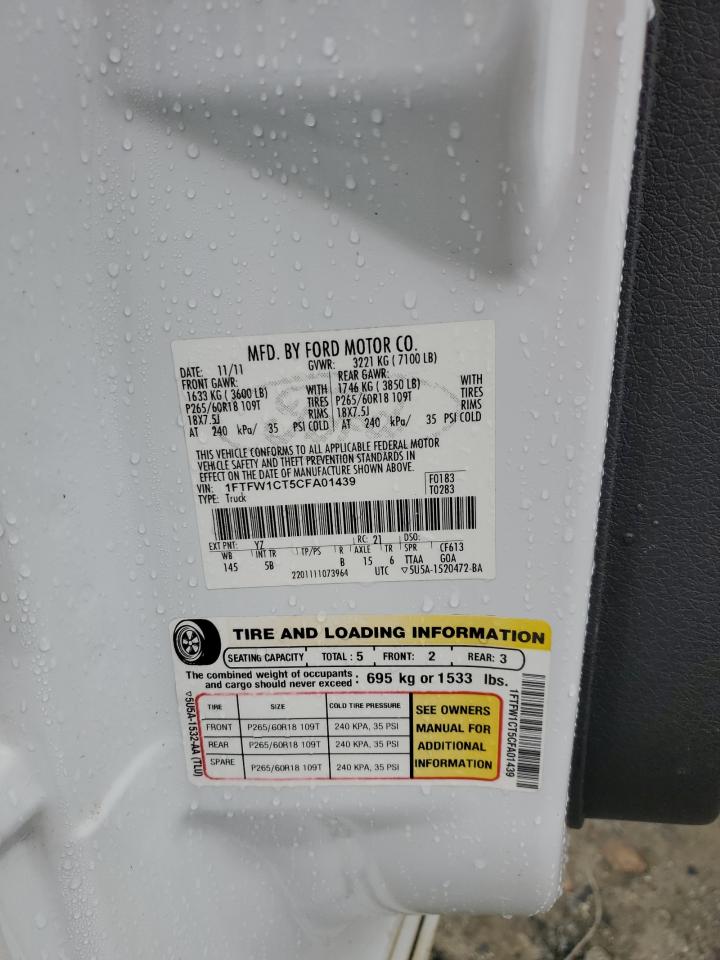 MFD. BY FORD MOTOR CO.
DATE: 11/11 GVWR: 3221 KG ( 7100 LB)
FRONT GAWR: REAR GAWR:
1633 KG ( 3600 LB) WITH 1746 KG ( 3850 LB) WITH
P265/60R18 109T TIRES P265/60R18 109T TIRES
18X7.5J RIMS 18X7.5J RIMS
AT 240 kPa/ 35 PSI COLD AT 240 kPa/ 35 PSI COLD
THIS VEHICLE CONFORMS TO ALL APPLICABLE FEDERAL MOTOR
VEHICLE SAFETY AND THEFT PREVENTION STANDARDS IN
EFFECT ON THE DATE OF MANUFACTURE SHOWN ABOVE.
VIN: 1FTFW1CT5CFA01439 F0183
TYPE: Truck T0283
EXT PNT: YZ RC: 21 DSO:
WB INT TR TP/PS R AXLE TR SPR CF613
145 5B B 15 6 TTAA GOA
2201111073964 UTC ▽5U5A-1520472-BA
TIRE AND LOADING INFORMATION
SEATING CAPACITY TOTAL : 5 FRONT: 2 REAR: 3
The combined weight of occupants
and cargo should never exceed : 695 kg or 1533 lbs.
TIRE SIZE COLD TIRE PRESSURE
FRONT P265/60R18 109T 240 KPA, 35 PSI
REAR P265/60R18 109T 240 KPA, 35 PSI
SPARE P265/60R18 109T 240 KPA, 35 PSI
SEE OWNERS
MANUAL FOR
ADDITIONAL
INFORMATION
▽5U5A-1532-AA (TLU)
1FTFW1CT5CFA01439